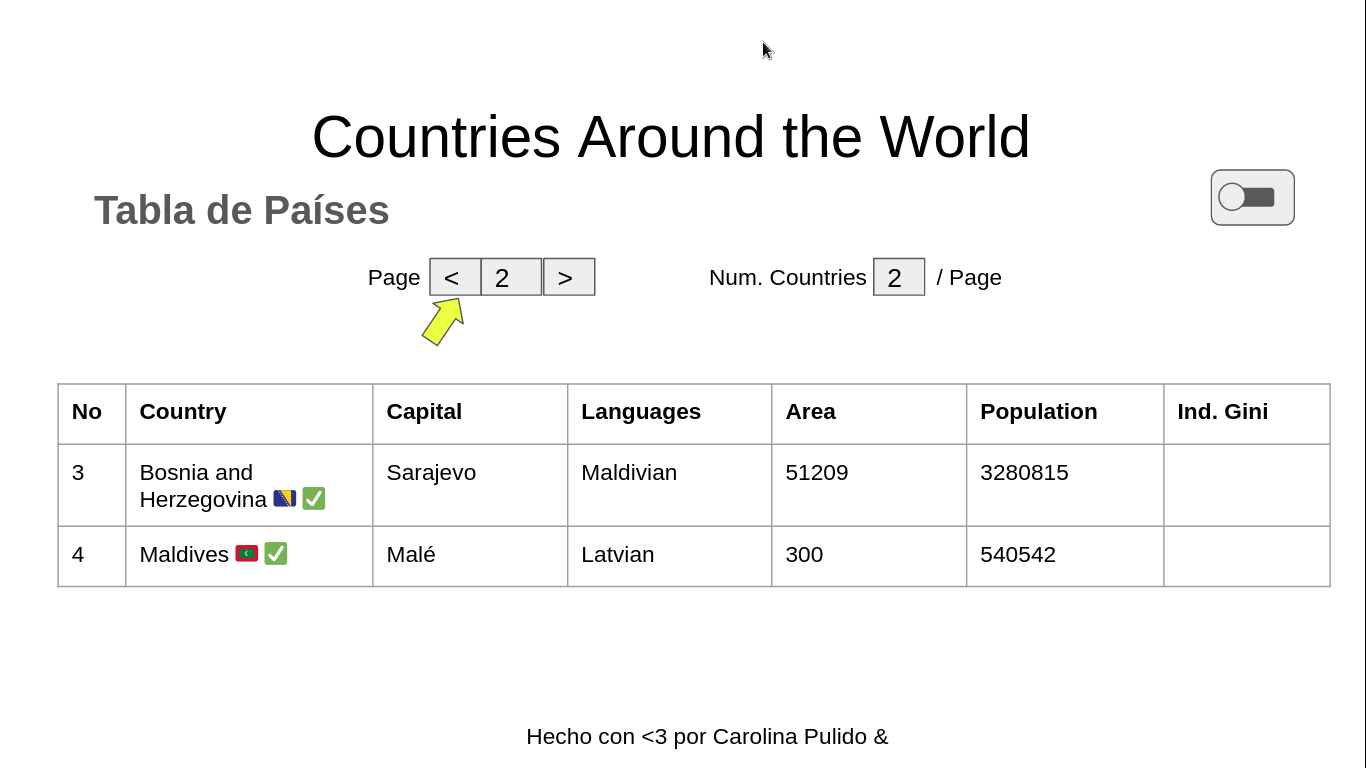 Countries Around the World
Tabla de Países
Page < 2 > Num. Countries 2 / Page
No Country Capital Languages Area Population Ind. Gini
3 Bosnia and Sarajevo Maldivian 51209 3280815
Herzegovina 🇧🇦 ✅
4 Maldives 🇲🇻 ✅ Malé Latvian 300 540542
Hecho con <3 por Carolina Pulido &